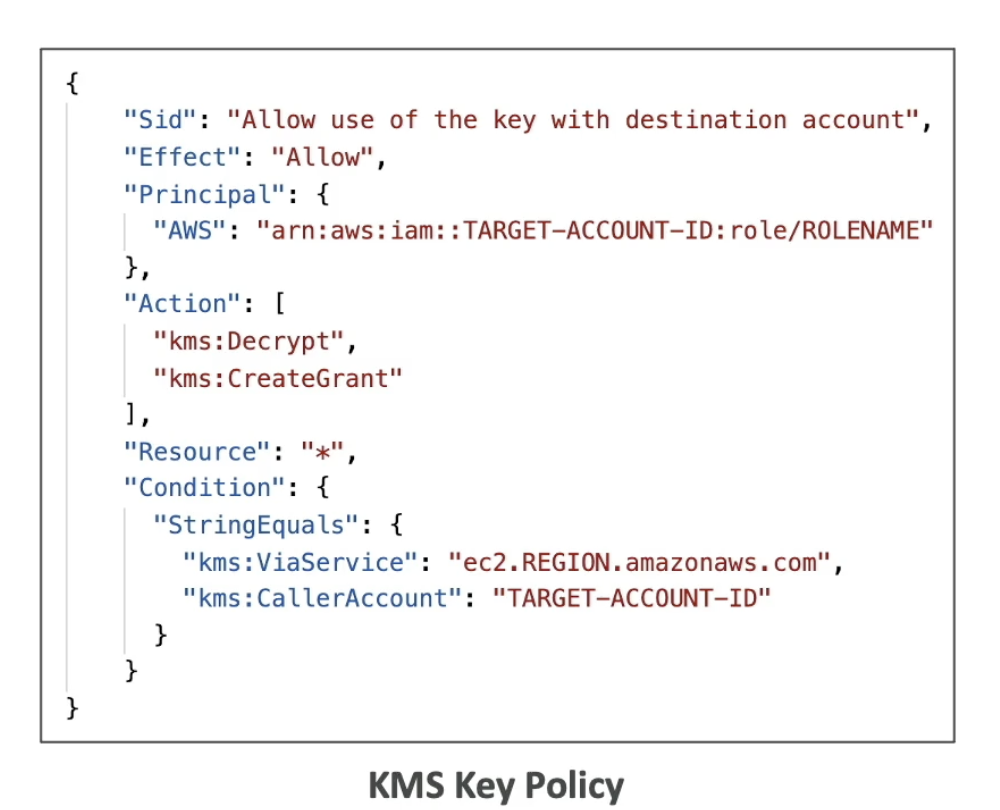 {
"Sid": "Allow use of the key with destination account",
"Effect": "Allow",
"Principal": {
"AWS": "arn:aws:iam::TARGET-ACCOUNT-ID:role/ROLENAME"
},
"Action": [
"kms:Decrypt",
"kms:CreateGrant"
],
"Resource": "*",
"Condition": {
"StringEquals": {
"kms:ViaService": "ec2.REGION.amazonaws.com",
"kms:CallerAccount": "TARGET-ACCOUNT-ID"
}
}
}
KMS Key Policy